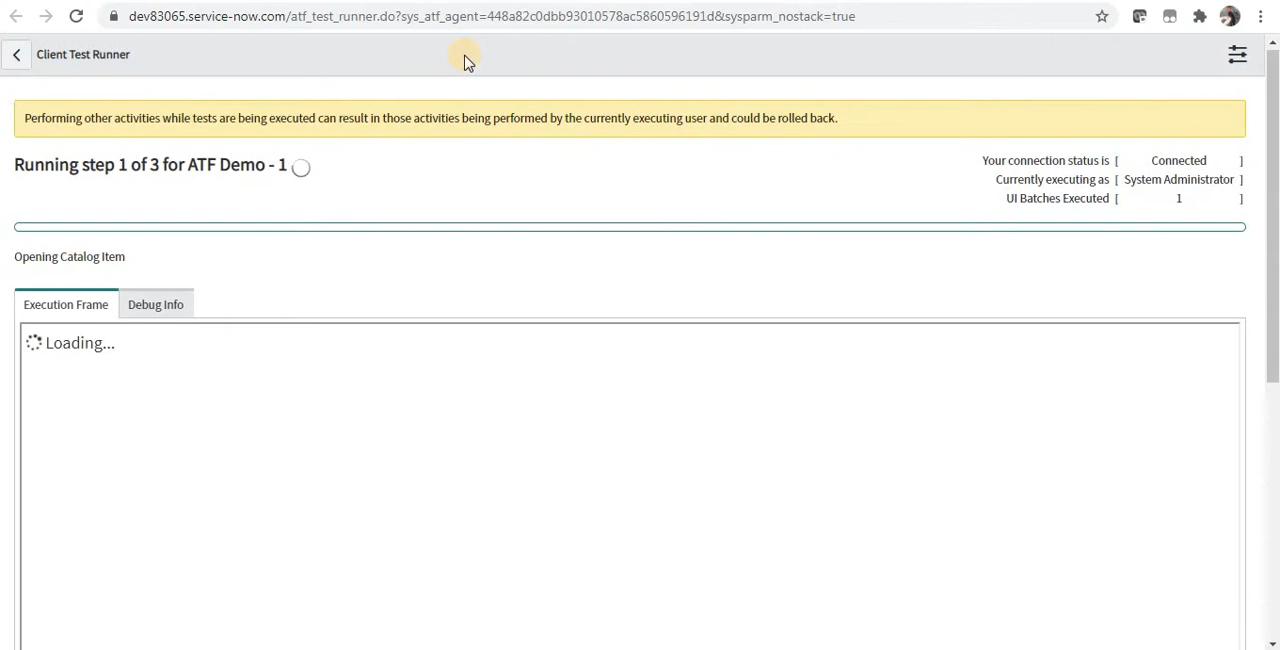 dev83065.service-now.com/atf_test_runner.do?sys_atf_agent=448a82c0dbb93010578ac5860596191d&sysparm_nostack=true
Client Test Runner
Performing other activities while tests are being executed can result in those activities being performed by the currently executing user and could be rolled back.
Running step 1 of 3 for ATF Demo - 1
Your connection status is [ Connected ]
Currently executing as [ System Administrator ]
UI Batches Executed [ 1 ]
Opening Catalog Item
Execution Frame Debug Info
Loading...